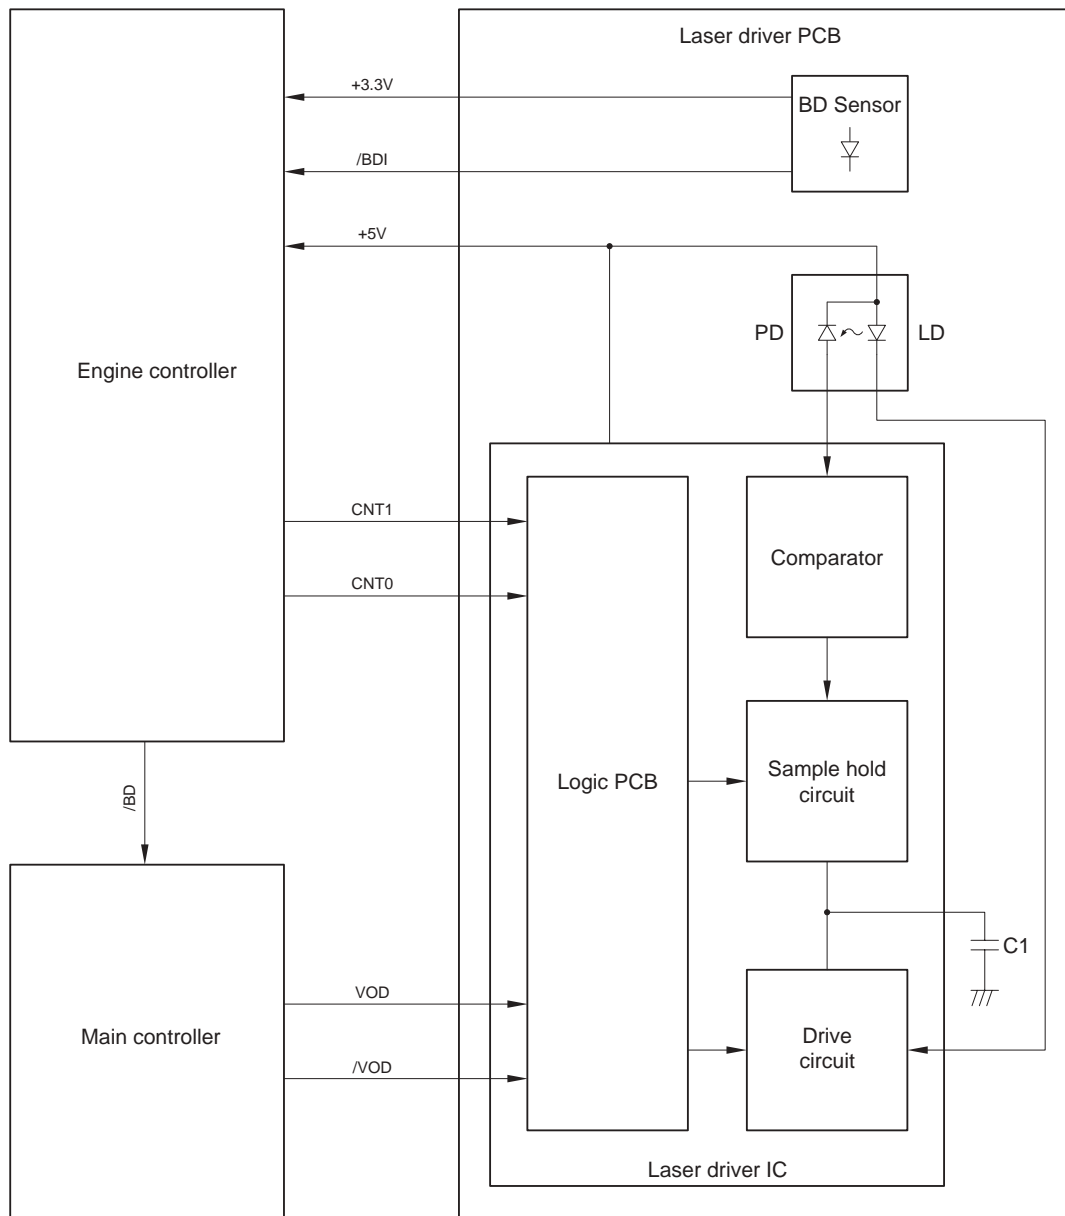 Laser driver PCB
+3.3V
BD Sensor
/BDI
+5V
PD
LD
Engine controller
CNT1
Comparator
CNT0
Logic PCB
Sample hold
circuit
/BD
C1
VOD
Main controller
Drive
circuit
/VOD
Laser driver IC